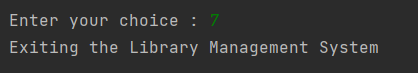 Enter your choice : 7
Exiting the Library Management System